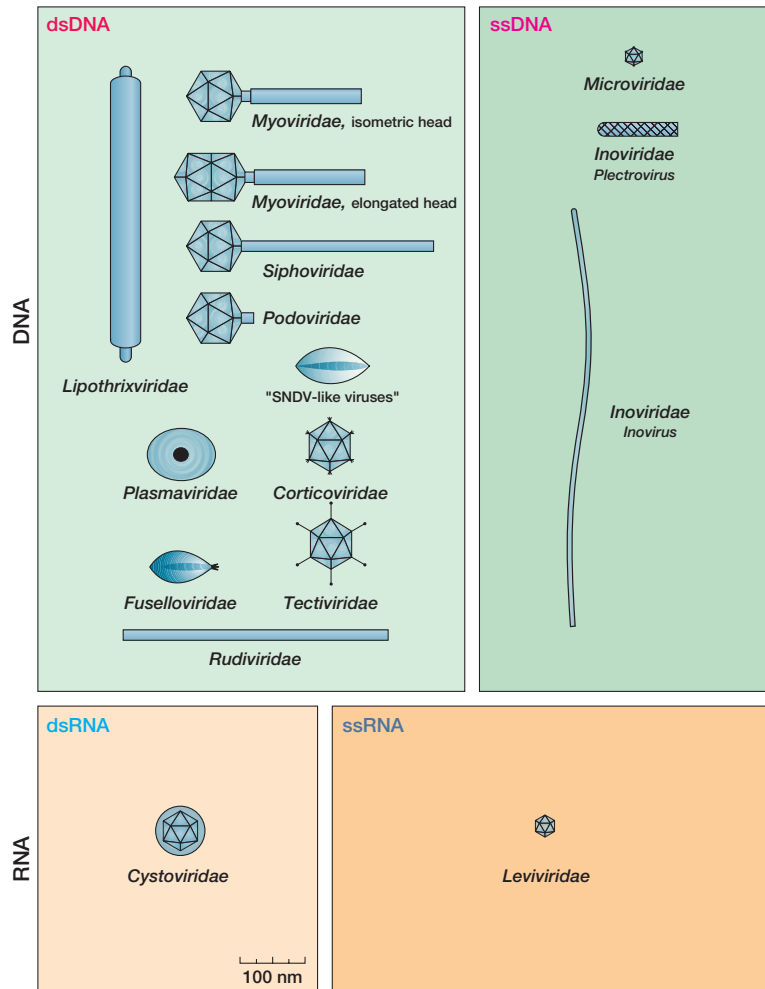 DNA
dsDNA
Myoviridae, isometric head
Myoviridae, elongated head
Siphoviridae
Podoviridae
Lipothrixviridae
"SNDV-like viruses"
Plasmaviridae
Corticoviridae
Fuselloviridae
Tectiviridae
Rudiviridae
ssDNA
Microviridae
Inoviridae
Plectrovirus
Inoviridae
Inovirus
RNA
dsRNA
Cystoviridae
100 nm
ssRNA
Leviviridae